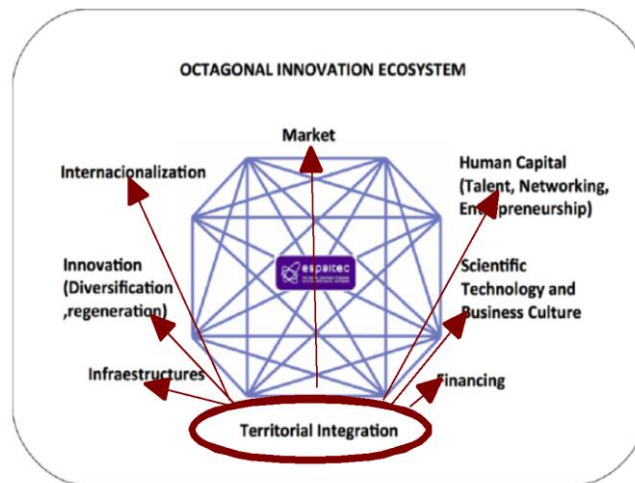 OCTAGONAL INNOVATION ECOSYSTEM
Market
Internacionalization
Human Capital
(Talent, Networking,
Entrepreneurship)
Innovation
(Diversification
,regeneration)
espaitec
Scientific
Technology and
Business Culture
Infraestructures
Financing
Territorial Integration